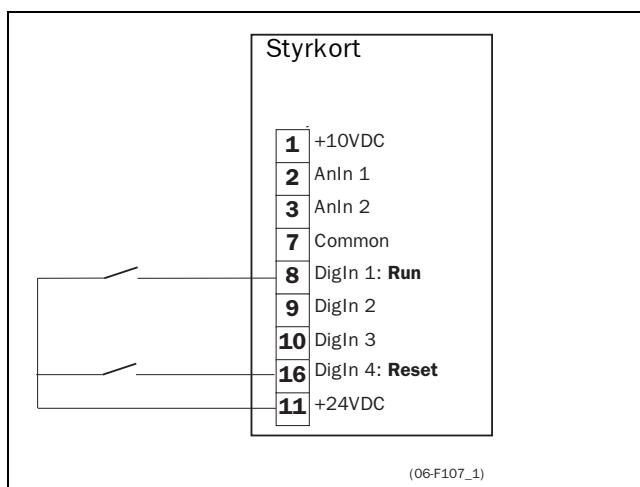 Styrkort
1 +10VDC
2 AnIn 1
3 AnIn 2
7 Common
8 DigIn 1: Run
9 DigIn 2
10 DigIn 3
16 DigIn 4: Reset
11 +24VDC
(06-F107_1)